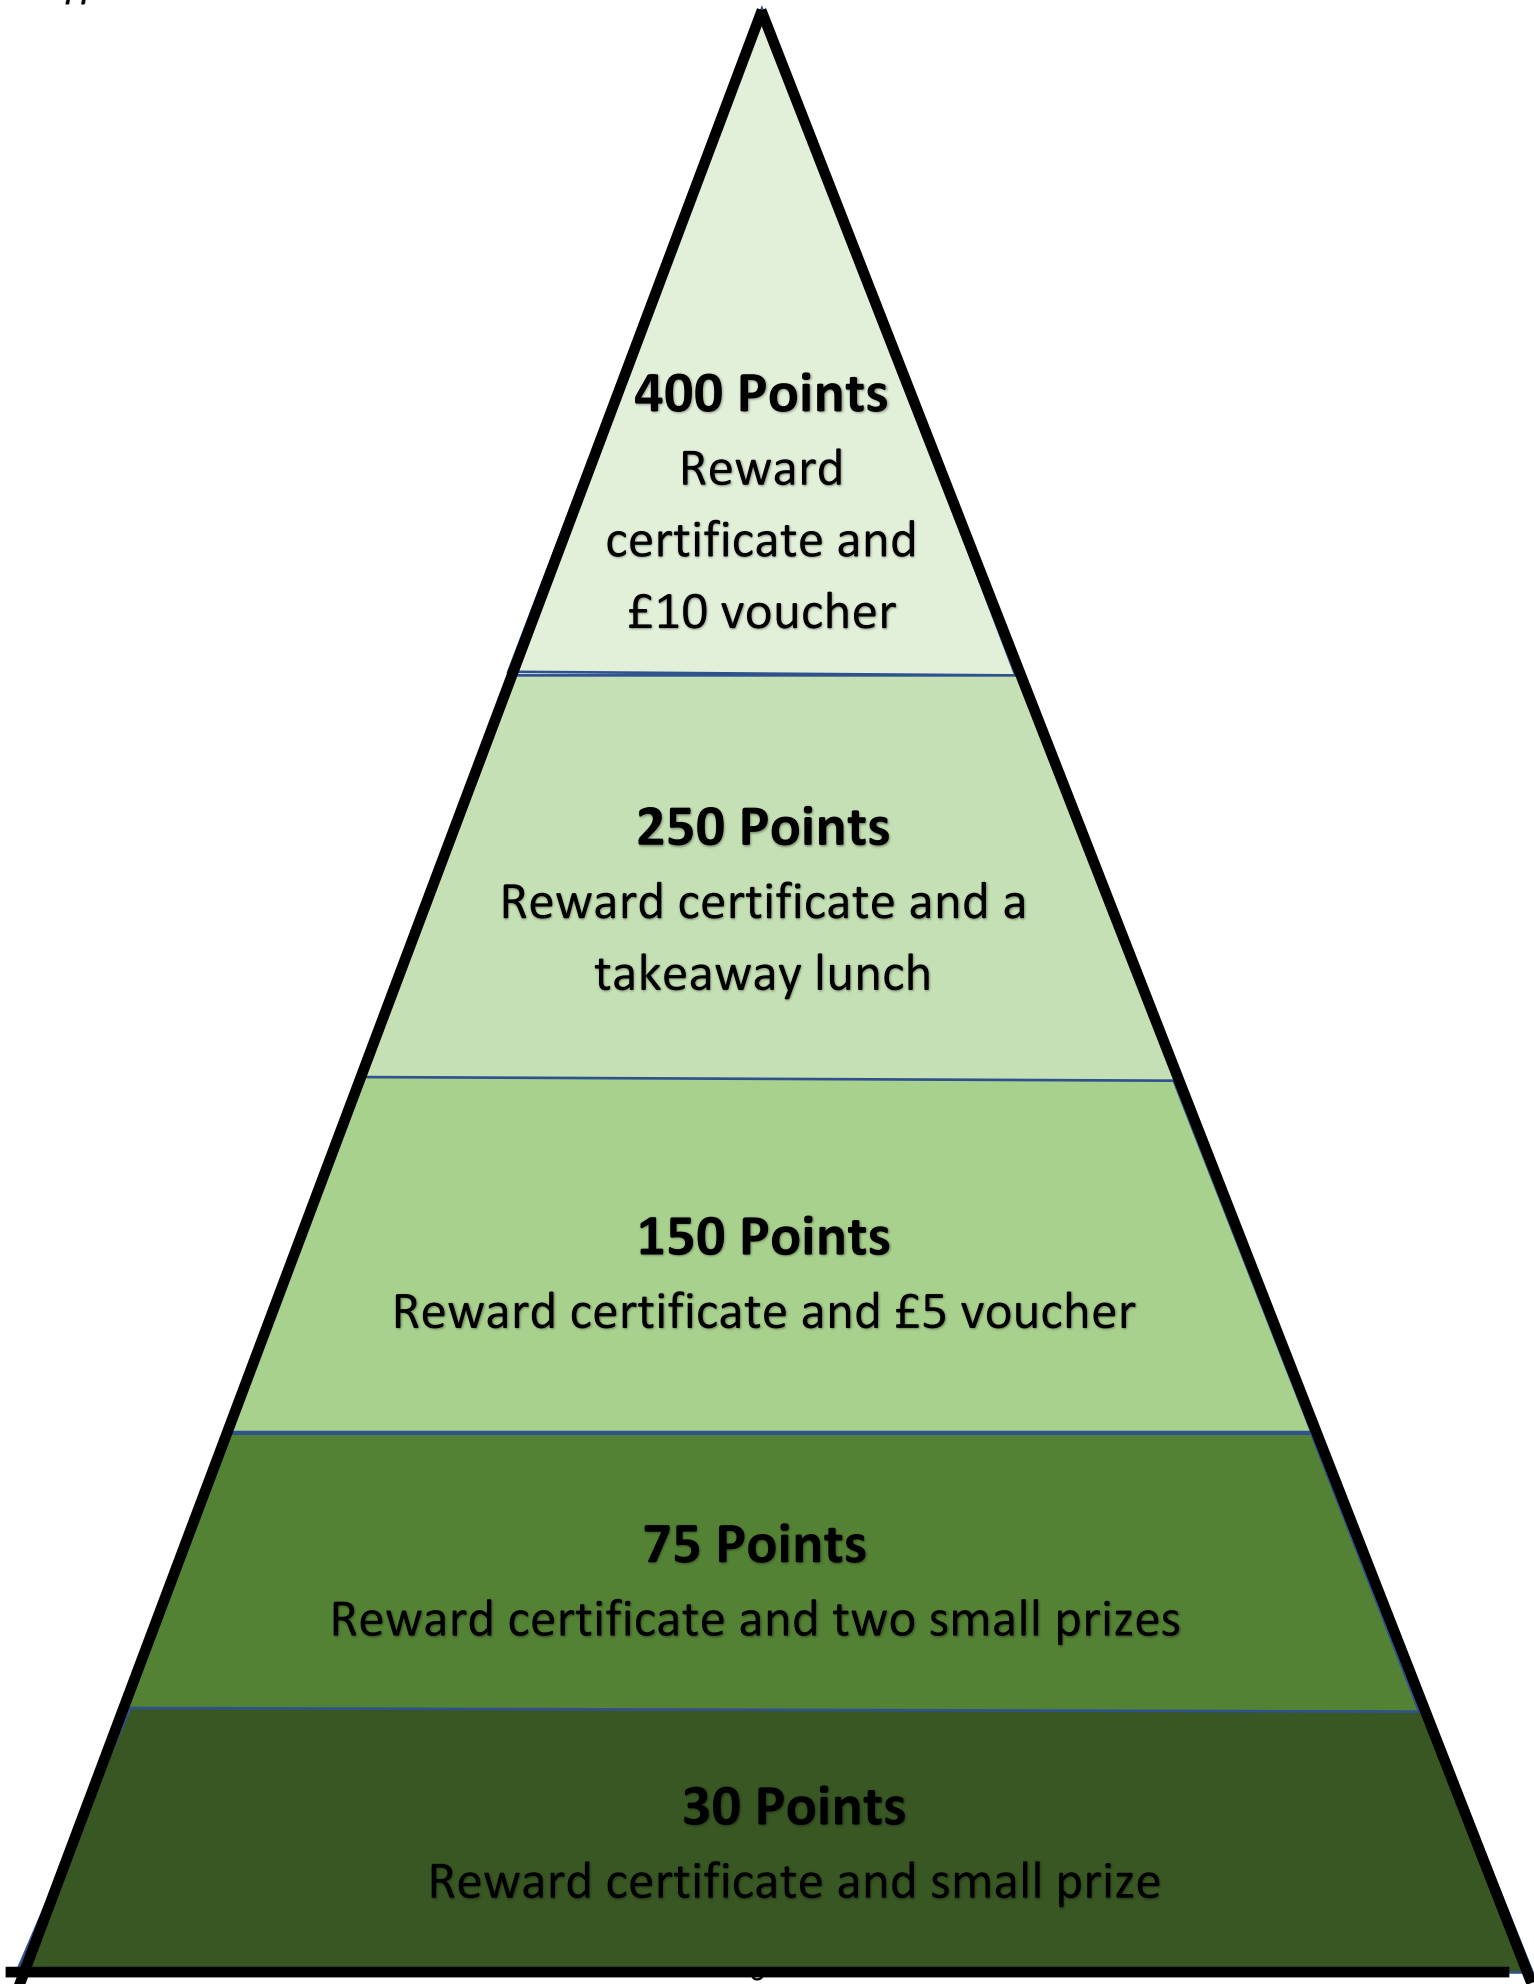 400 Points
Reward
certificate and
£10 voucher
250 Points
Reward certificate and a
takeaway lunch
150 Points
Reward certificate and £5 voucher
75 Points
Reward certificate and two small prizes
30 Points
Reward certificate and small prize